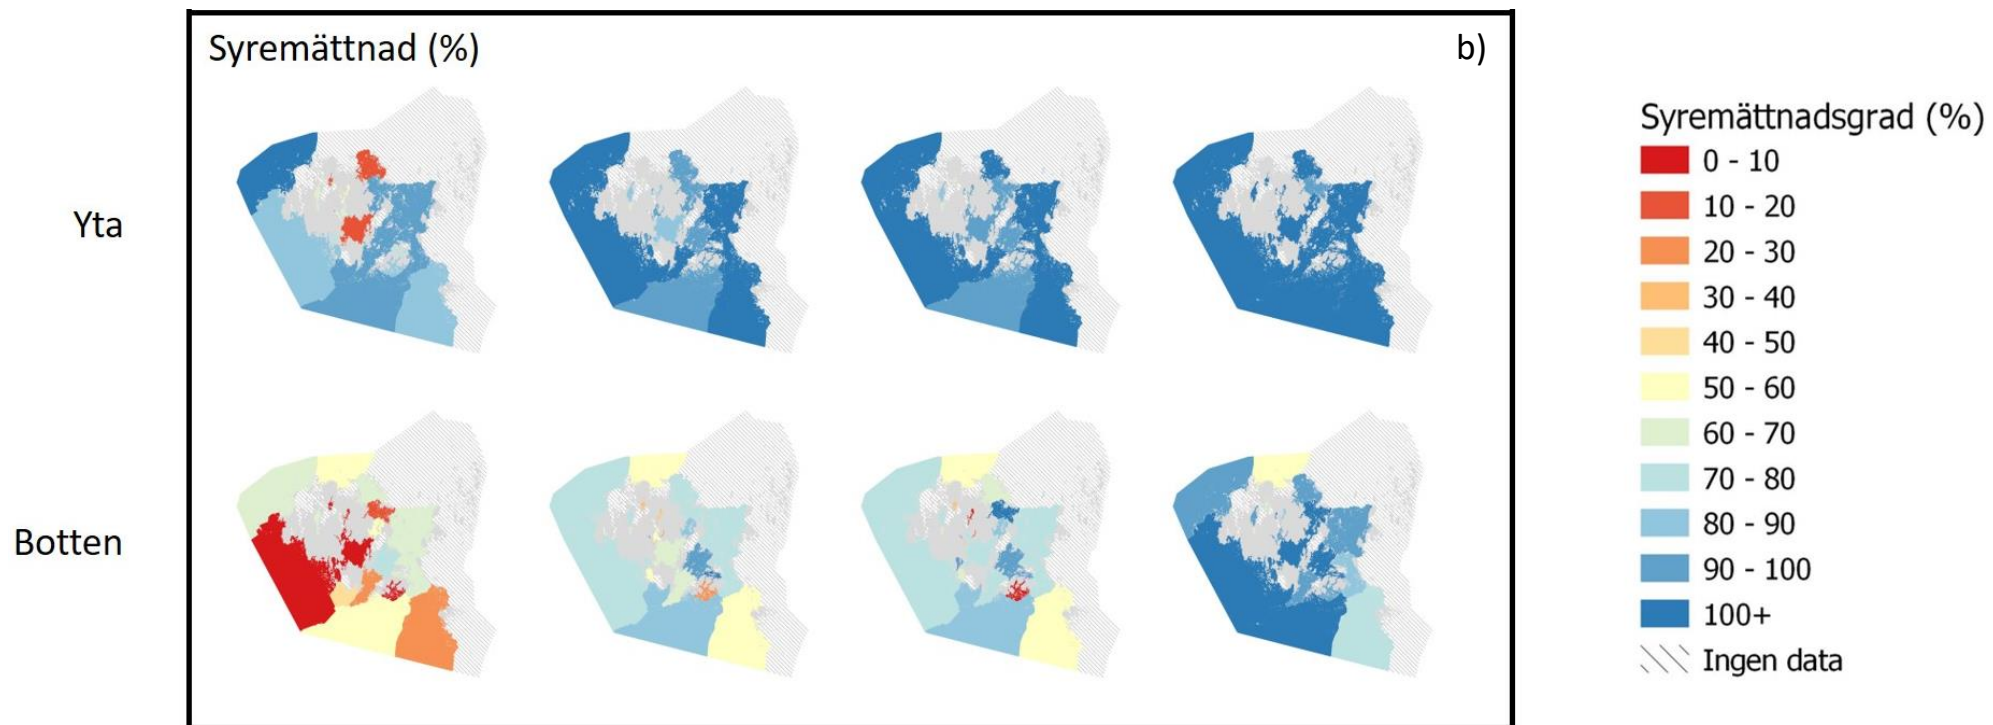 Syremättnad (%)
b)
Yta
Botten
Syremättnadsgrad (%)
0 - 10
10 - 20
20 - 30
30 - 40
40 - 50
50 - 60
60 - 70
70 - 80
80 - 90
90 - 100
100+
Ingen data